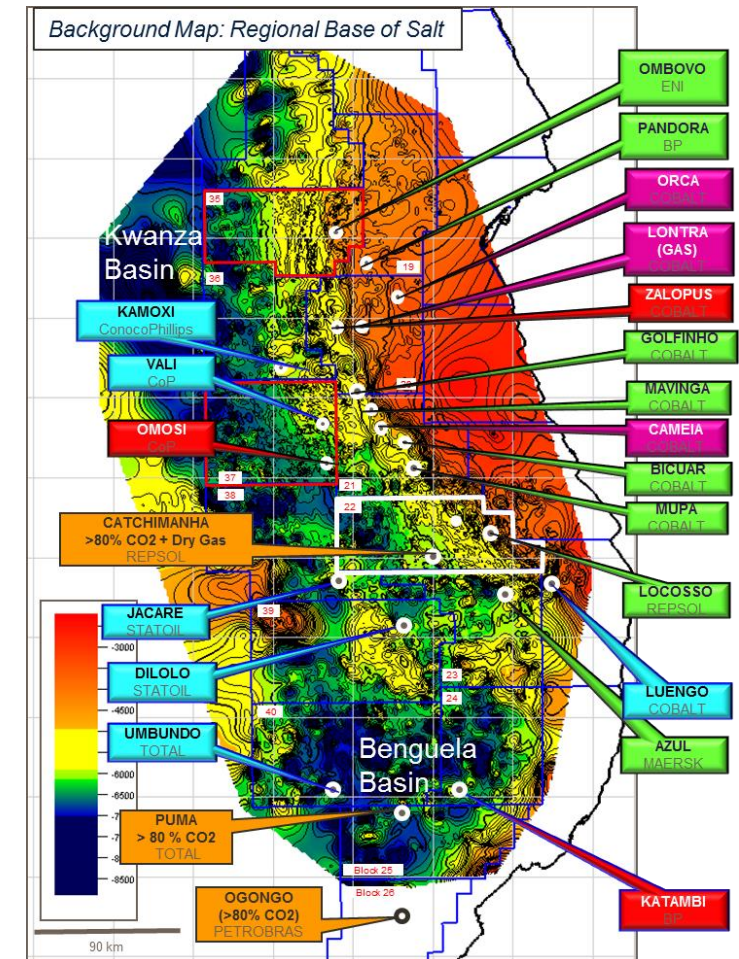 Background Map: Regional Base of Salt
OMBOVO
ENI
PANDORA
BP
ORCA
COBALT
LONTRA
(GAS)
COBALT
ZALOPUS
COBALT
GOLFINHO
COBALT
MAVINGA
COBALT
CAMEIA
COBALT
BICUAR
COBALT
MUPA
COBALT
LOCOSSO
REPSOL
LUENGO
COBALT
AZUL
MAERSK
KATAMBI
BP
35
Kwanza
Basin
19
36
KAMOXI
ConocoPhillips
VALI
CoP
OMOSI
CoP
37
38
21
22
CATCHIMANHA
>80% CO2 + Dry Gas
REPSOL
JACARE
STATOIL
39
DILOLO
STATOIL
23
24
40
UMBUNDO
TOTAL
Benguela
Basin
PUMA
> 80 % CO2
TOTAL
Block 25
Block 26
OGONGO
(>80% CO2)
PETROBRAS
-3000
-4500
-6000
-6500
-8500
90 km